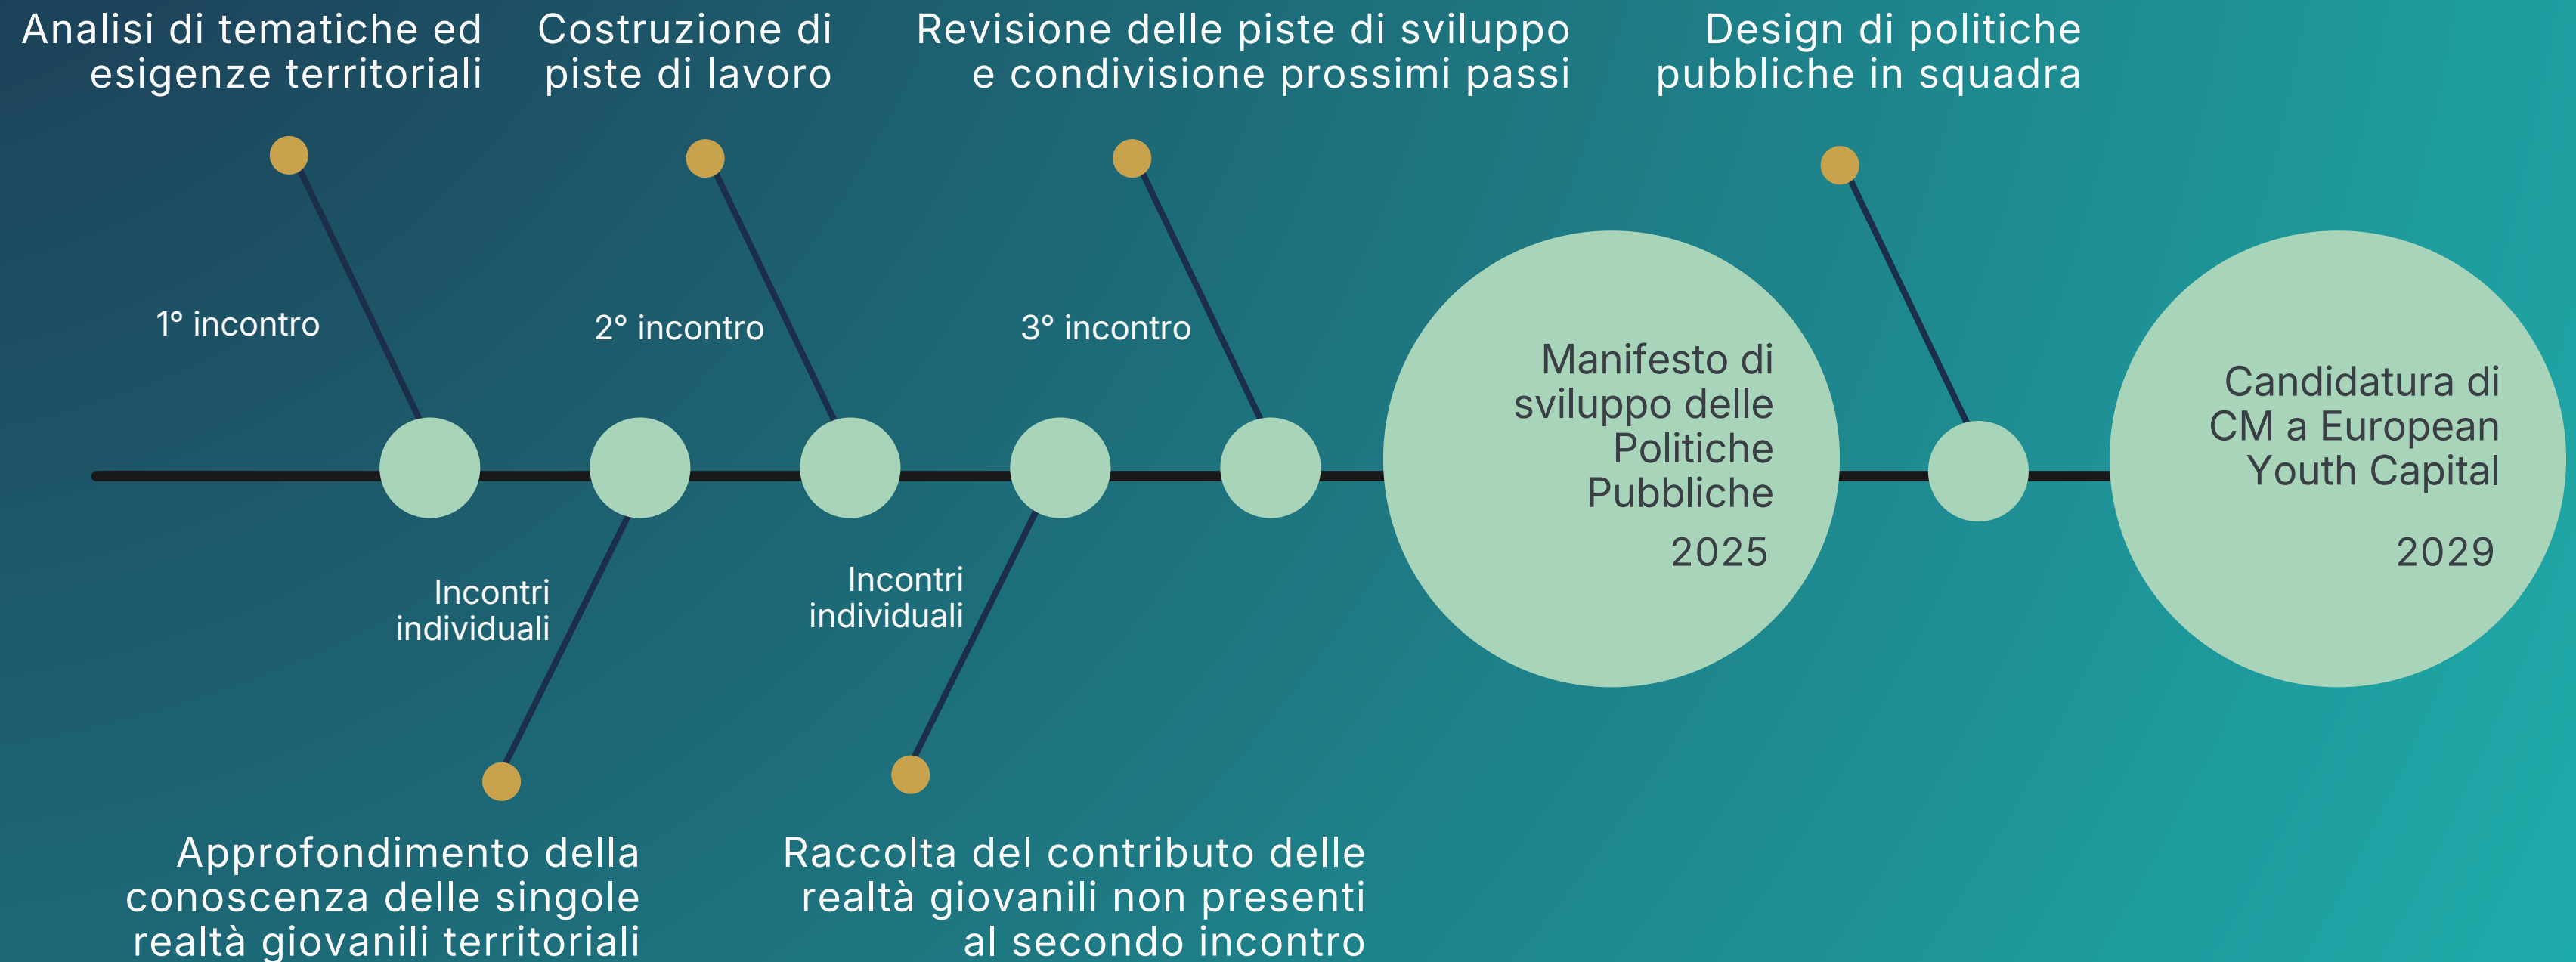 Analisi di tematiche ed
esigenze territoriali
Costruzione di
piste di lavoro
Revisione delle piste di sviluppo
e condivisione prossimi passi
Design di politiche
pubbliche in squadra
1° incontro
2° incontro
3° incontro
Manifesto di
sviluppo delle
Politiche
Pubbliche
2025
Candidatura di
CM a European
Youth Capital
2029
Incontri
individuali
Incontri
individuali
Approfondimento della
conoscenza delle singole
realtà giovanili territoriali
Raccolta del contributo delle
realtà giovanili non presenti
al secondo incontro